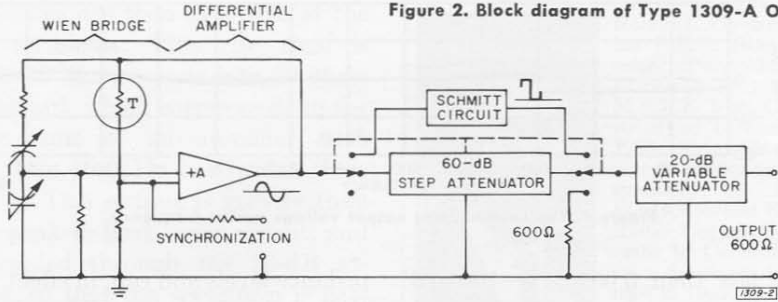 Figure 2. Block diagram of Type 1309-A O
DIFFERENTIAL
AMPLIFIER
WIEN BRIDGE
T
SCHMITT
CIRCUIT
+A
60-dB
STEP ATTENUATOR
20-dB
VARIABLE
ATTENUATOR
SYNCHRONIZATION
600Ω
OUTPUT
600Ω
1309-2